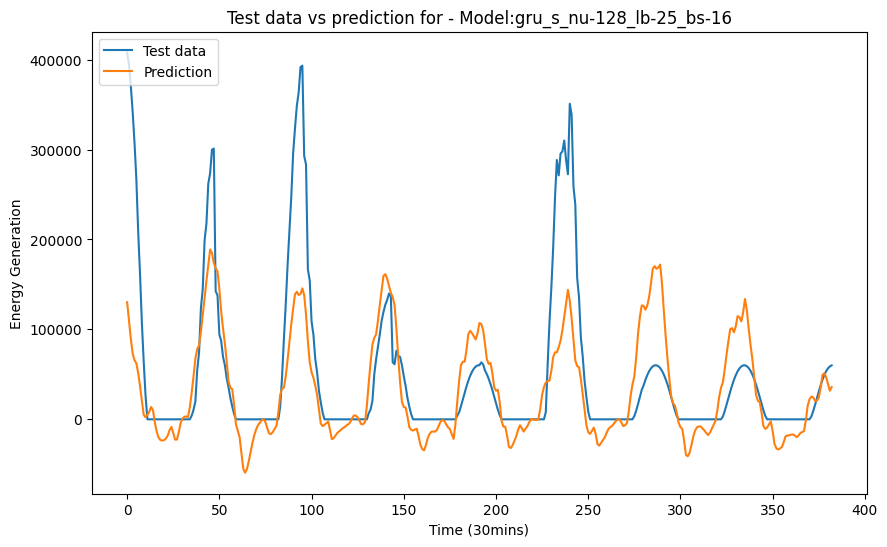 Test data vs prediction for - Model:gru_s_nu-128_lb-25_bs-16
Test data
Prediction
400000
300000
200000
100000
0
Energy Generation
0 50 100 150 200 250 300 350 400
Time (30mins)